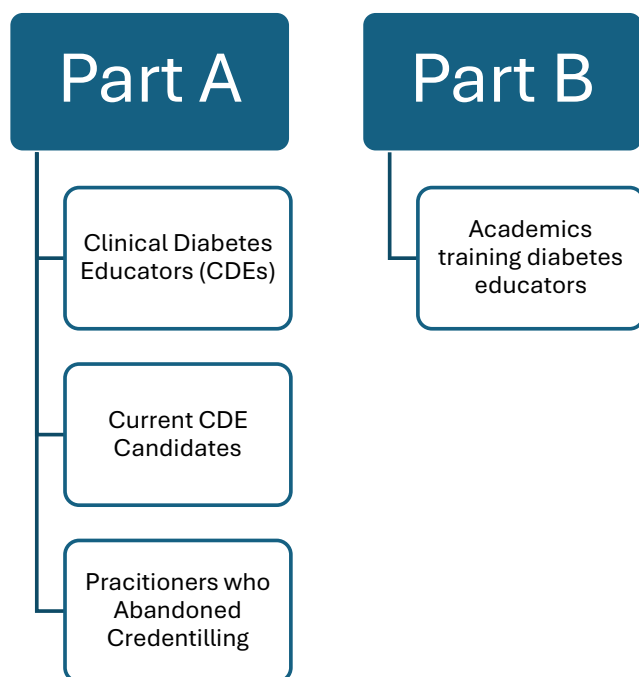 Part A
Part B
Clinical Diabetes
Educators (CDEs)
Academics
training diabetes
educators
Current CDE
Candidates
Pracitioners who
Abandoned
Credentilling